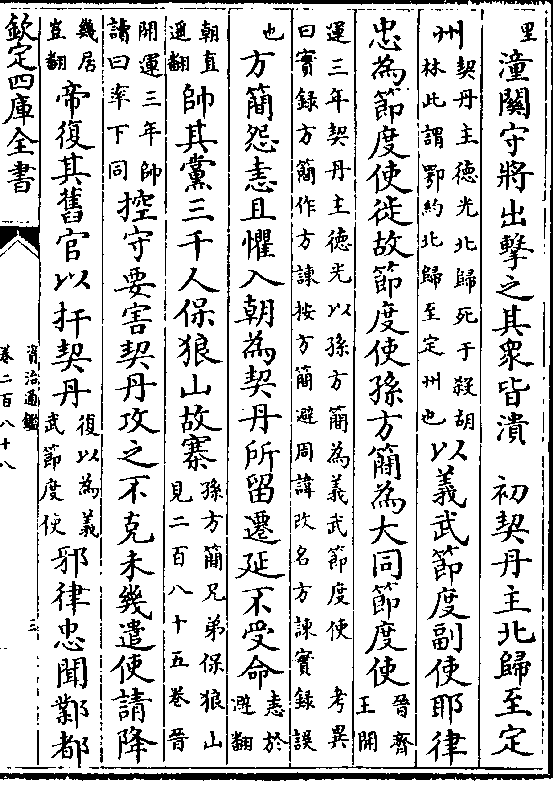 里潼關守將出擊之其衆皆潰　初契丹主北歸至定
州契丹主德光北歸死于殺胡林此謂鄂約北歸至定州也以義武節度副使耶律
忠為節度使徙故節度使孫方簡為大同節度使晉齊王開
運三年契丹主德光以孫方簡為義武節度使　考異曰實録方簡作方諫按方簡避周諱改名方諫實録誤
也方簡怨恚且懼入朝為契丹所留遷延不受命恚於避翻
朝直遥翻帥其黨三千人保狼山故寨孫方簡兄弟保狼山見二百八十五卷晉
開運三年帥讀曰率下同控守要害契丹攻之不克未幾遣使請降
幾居豈翻帝復其舊官以扞契丹復以為義武節度使邪律忠聞鄴都
欽定四庫全書
資治通鑑
卷二百八十八
三